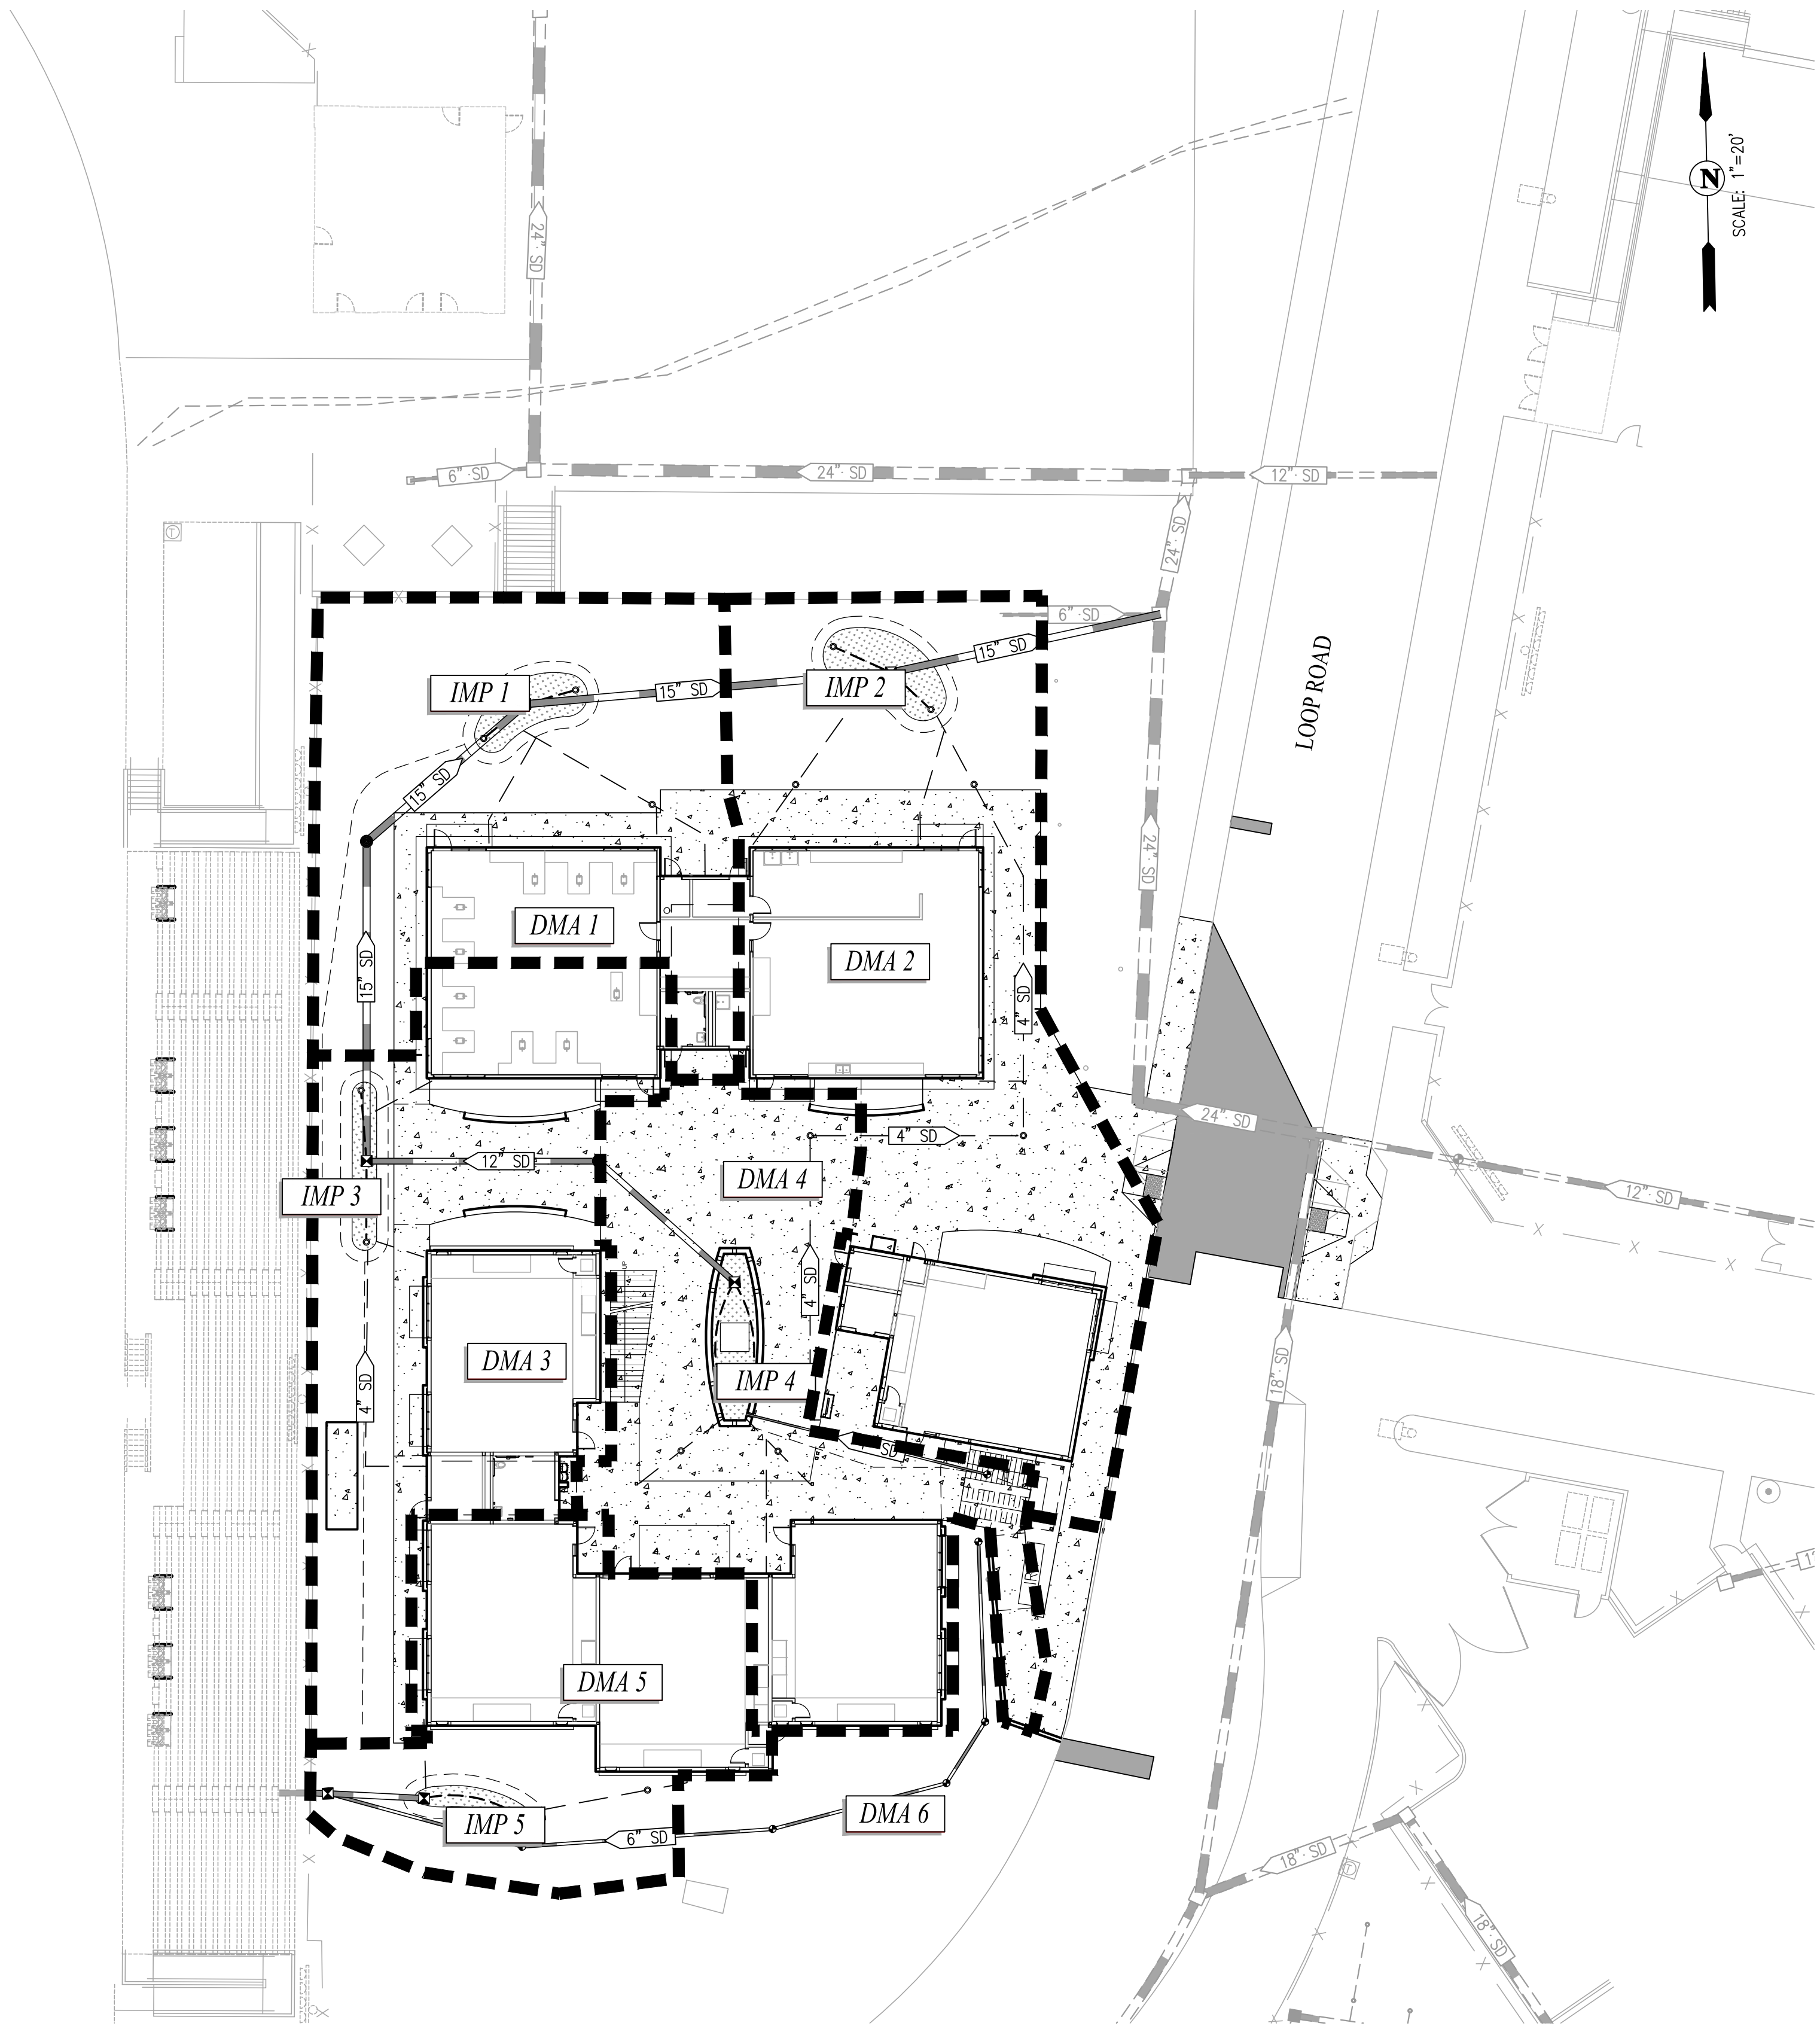 24" SD
N
SCALE: 1"=20'
6" SD
24" SD
12" SD
24" SD
6" SD
15" SD
LOOP ROAD
IMP 1
15" SD
IMP 2
15" SD
24" SD
DMA 1
DMA 2
15" SD
4" SD
24" SD
4" SD
12" SD
DMA 4
12" SD
IMP 3
4" SD
UP
DMA 3
IMP 4
18" SD
4" SD
SD
DMA 5
DMA 6
IMP 5
6" SD
18" SD
T
18" SD
T